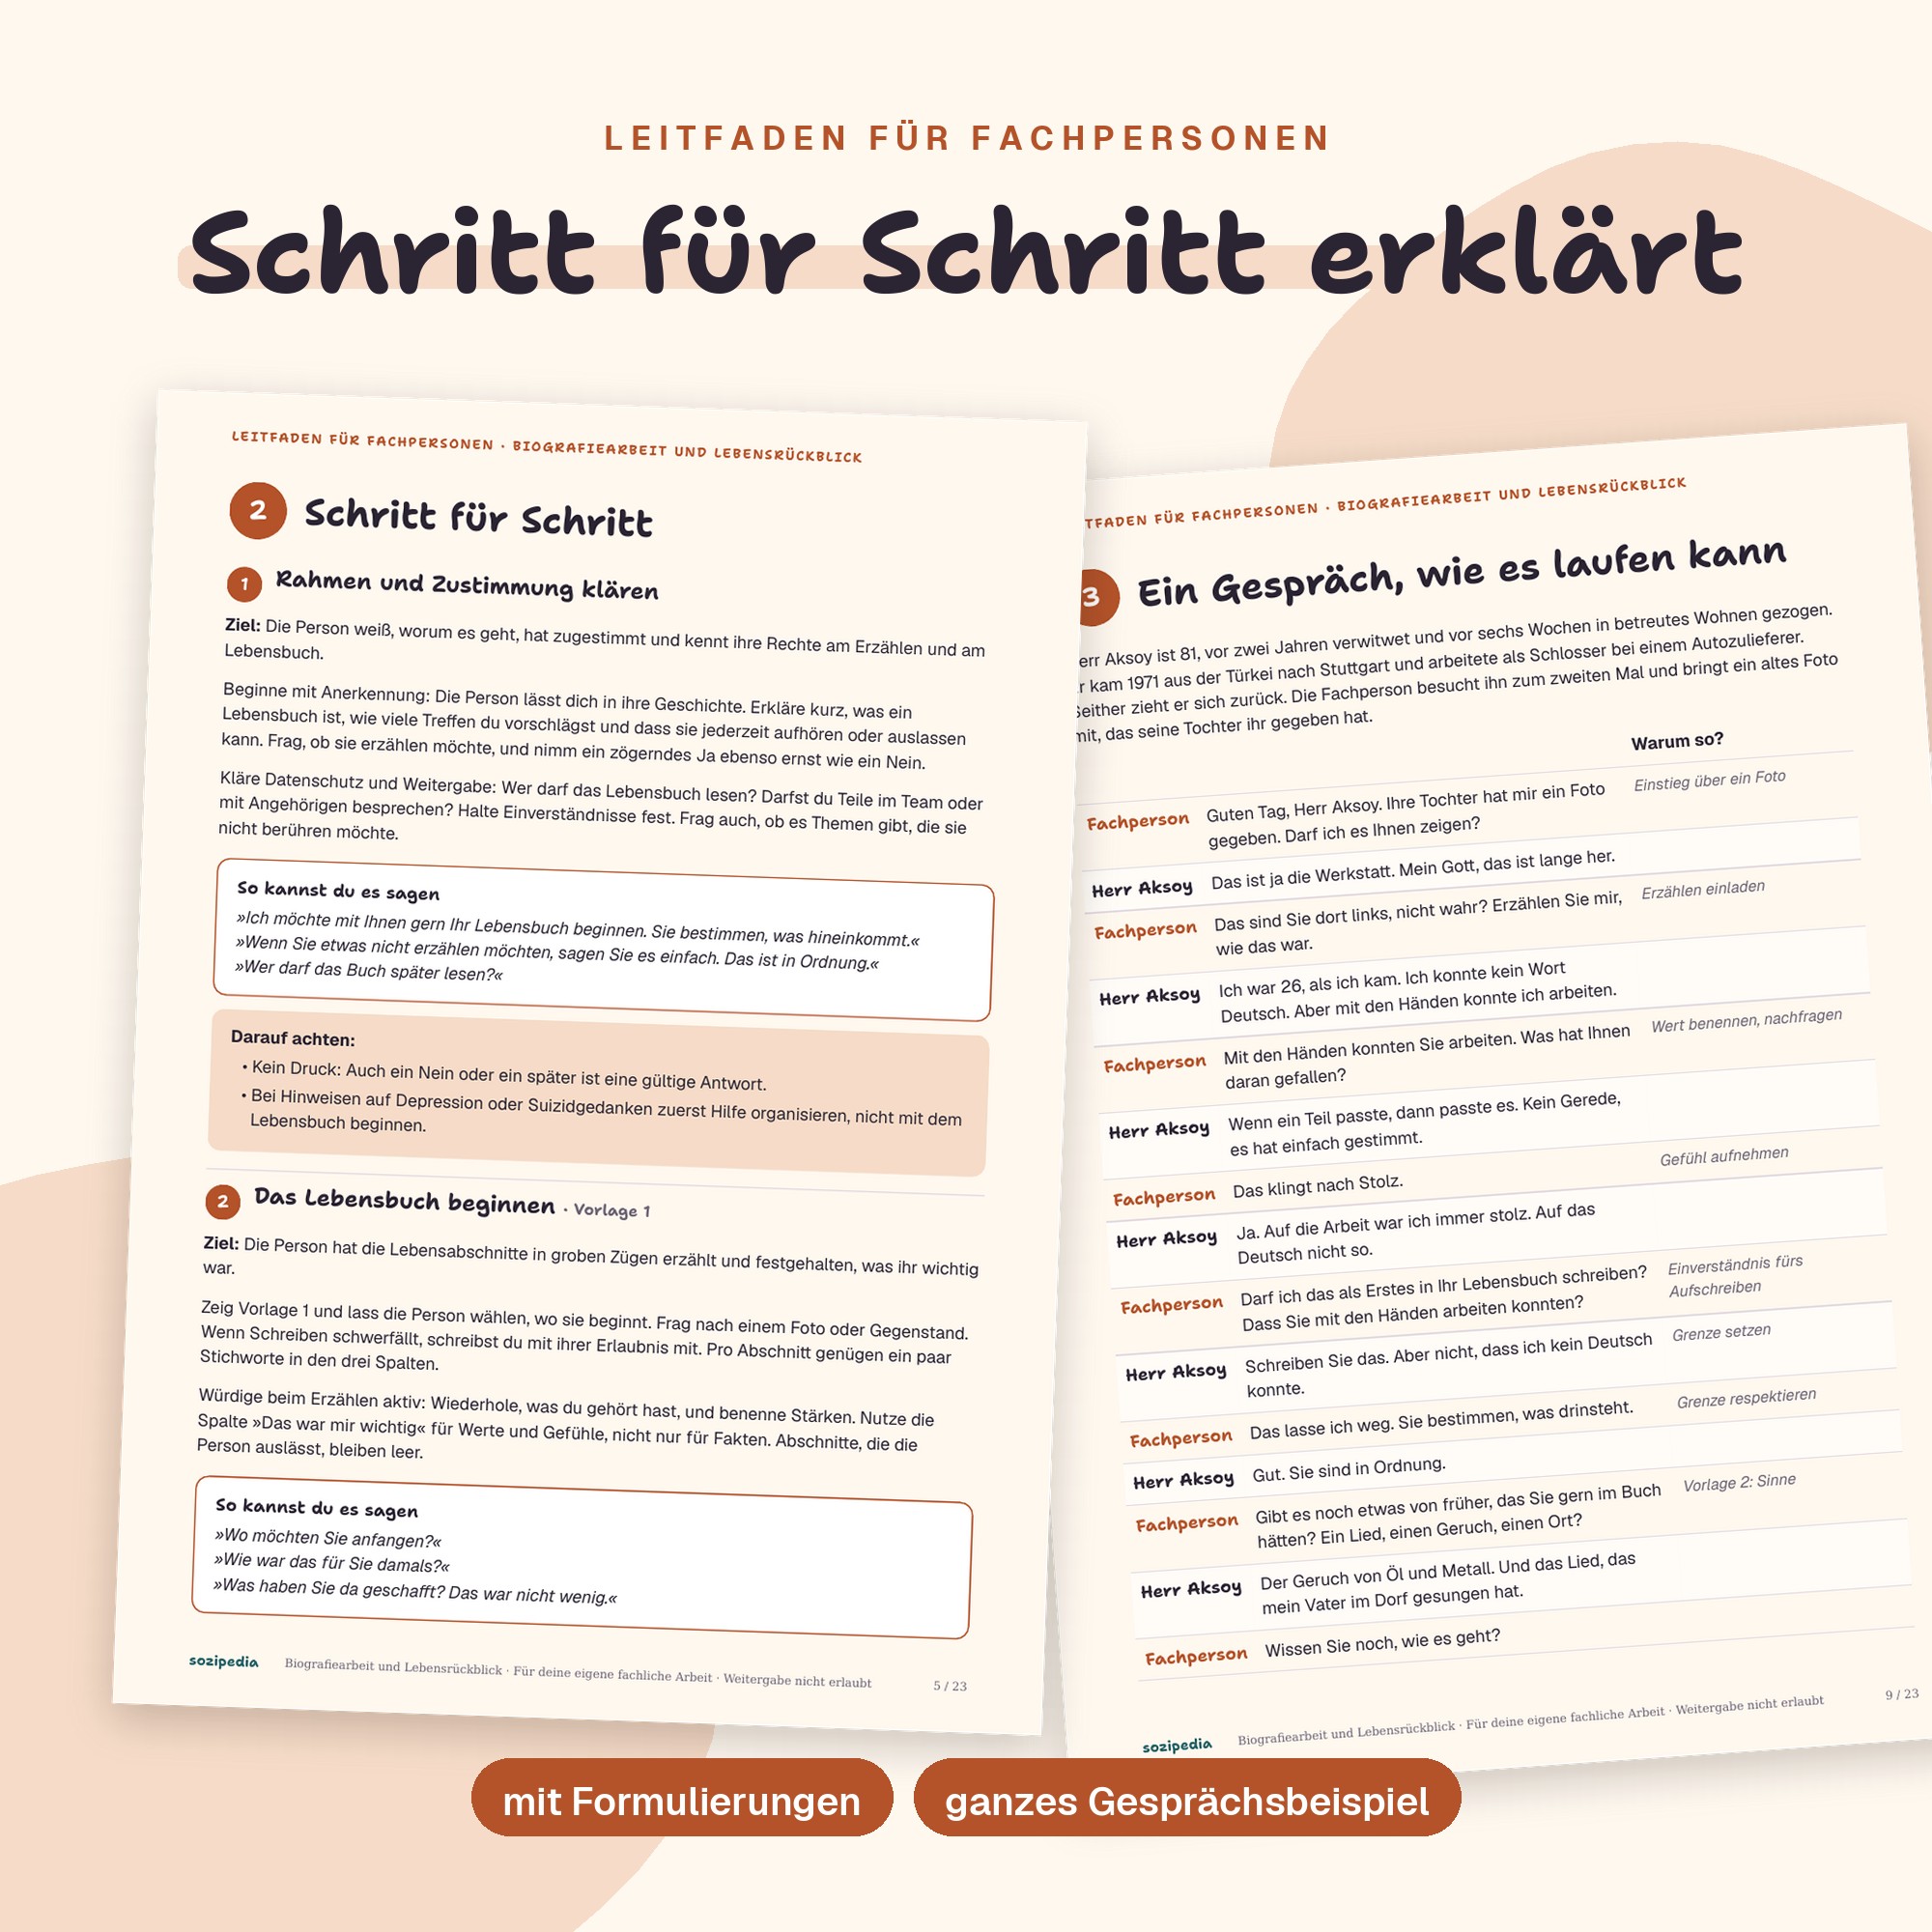 LEITFADEN FÜR FACHPERSONEN
Schritt für Schritt erklärt
LEITFADEN FÜR FACHPERSONEN · BIOGRAFIEARBEIT UND LEBENSRÜCKBLICK
2 Schritt für Schritt
1 Rahmen und Zustimmung klären
Ziel: Die Person weiß, worum es geht, hat zugestimmt und kennt ihre Rechte am Erzählen und am
Lebensbuch.
Beginne mit Anerkennung: Die Person lässt dich in ihre Geschichte. Erkläre kurz, was ein
Lebensbuch ist, wie viele Treffen du vorschlägst und dass sie jederzeit aufhören oder auslassen
kann. Frag, ob sie erzählen möchte, und nimm ein zögerndes Ja ebenso ernst wie ein Nein.
Kläre Datenschutz und Weitergabe: Wer darf das Lebensbuch lesen? Darfst du Teile im Team oder
mit Angehörigen besprechen? Halte Einverständnisse fest. Frag auch, ob es Themen gibt, die sie
nicht berühren möchte.
So kannst du es sagen
»Ich möchte mit Ihnen gern Ihr Lebensbuch beginnen. Sie bestimmen, was hineinkommt.«
»Wenn Sie etwas nicht erzählen möchten, sagen Sie es einfach. Das ist in Ordnung.«
»Wer darf das Buch später lesen?«
Darauf achten:
• Kein Druck: Auch ein Nein oder ein später ist eine gültige Antwort.
• Bei Hinweisen auf Depression oder Suizidgedanken zuerst Hilfe organisieren, nicht mit dem
Lebensbuch beginnen.
2 Das Lebensbuch beginnen · Vorlage 1
Ziel: Die Person hat die Lebensabschnitte in groben Zügen erzählt und festgehalten, was ihr wichtig
war.
Zeig Vorlage 1 und lass die Person wählen, wo sie beginnt. Frag nach einem Foto oder Gegenstand.
Wenn Schreiben schwerfällt, schreibst du mit ihrer Erlaubnis mit. Pro Abschnitt genügen ein paar
Stichworte in den drei Spalten.
Würdige beim Erzählen aktiv: Wiederhole, was du gehört hast, und benenne Stärken. Nutze die
Spalte »Das war mir wichtig« für Werte und Gefühle, nicht nur für Fakten. Abschnitte, die die
Person auslässt, bleiben leer.
So kannst du es sagen
»Wo möchten Sie anfangen?«
»Wie war das für Sie damals?«
»Was haben Sie da geschafft? Das war nicht wenig.«
sozipedia Biografiearbeit und Lebensrückblick · Für deine eigene fachliche Arbeit · Weitergabe nicht erlaubt 5 / 23
TFADEN FÜR FACHPERSONEN · BIOGRAFIEARBEIT UND LEBENSRÜCKBLICK
3 Ein Gespräch, wie es laufen kann
err Aksoy ist 81, vor zwei Jahren verwitwet und vor sechs Wochen in betreutes Wohnen gezogen.
r kam 1971 aus der Türkei nach Stuttgart und arbeitete als Schlosser bei einem Autozulieferer.
Seither zieht er sich zurück. Die Fachperson besucht ihn zum zweiten Mal und bringt ein altes Foto
mit, das seine Tochter ihr gegeben hat.
Warum so?
Fachperson Guten Tag, Herr Aksoy. Ihre Tochter hat mir ein Foto Einstieg über ein Foto
gegeben. Darf ich es Ihnen zeigen?
Herr Aksoy Das ist ja die Werkstatt. Mein Gott, das ist lange her.
Fachperson Das sind Sie dort links, nicht wahr? Erzählen Sie mir, Erzählen einladen
wie das war.
Herr Aksoy Ich war 26, als ich kam. Ich konnte kein Wort
Deutsch. Aber mit den Händen konnte ich arbeiten.
Fachperson Mit den Händen konnten Sie arbeiten. Was hat Ihnen Wert benennen, nachfragen
daran gefallen?
Herr Aksoy Wenn ein Teil passte, dann passte es. Kein Gerede,
es hat einfach gestimmt.
Fachperson Das klingt nach Stolz. Gefühl aufnehmen
Herr Aksoy Ja. Auf die Arbeit war ich immer stolz. Auf das
Deutsch nicht so.
Fachperson Darf ich das als Erstes in Ihr Lebensbuch schreiben? Einverständnis fürs
Dass Sie mit den Händen arbeiten konnten? Aufschreiben
Herr Aksoy Schreiben Sie das. Aber nicht, dass ich kein Deutsch Grenze setzen
konnte.
Fachperson Das lasse ich weg. Sie bestimmen, was drinsteht. Grenze respektieren
Herr Aksoy Gut. Sie sind in Ordnung.
Fachperson Gibt es noch etwas von früher, das Sie gern im Buch Vorlage 2: Sinne
hätten? Ein Lied, einen Geruch, einen Ort?
Herr Aksoy Der Geruch von Öl und Metall. Und das Lied, das
mein Vater im Dorf gesungen hat.
Fachperson Wissen Sie noch, wie es geht?
sozipedia Biografiearbeit und Lebensrückblick · Für deine eigene fachliche Arbeit · Weitergabe nicht erlaubt 9 / 23
mit Formulierungen
ganzes Gesprächsbeispiel